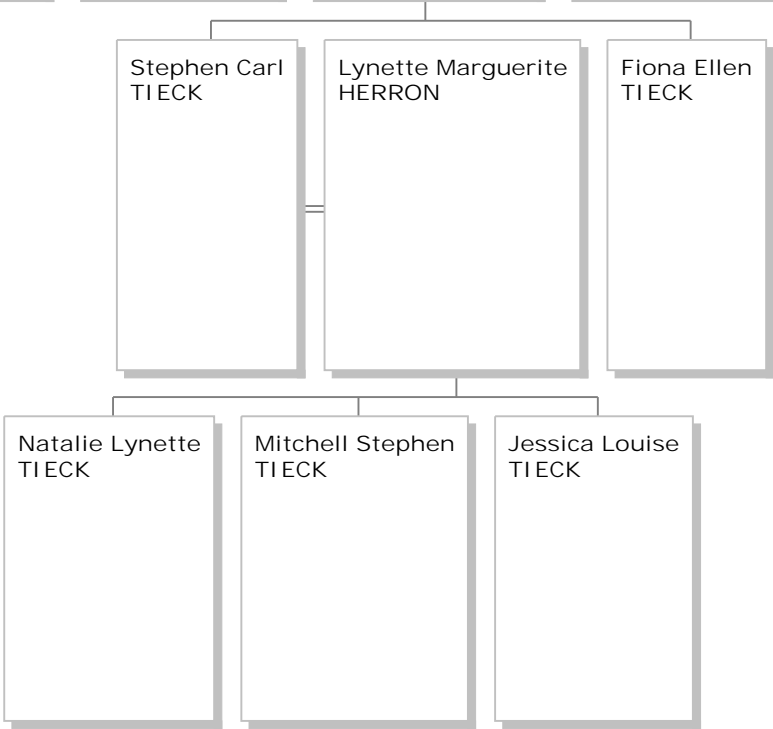 Stephen Carl
TIECK
Lynette Marguerite
HERRON
Fiona Ellen
TIECK
Natalie Lynette
TIECK
Mitchell Stephen
TIECK
Jessica Louise
TIECK